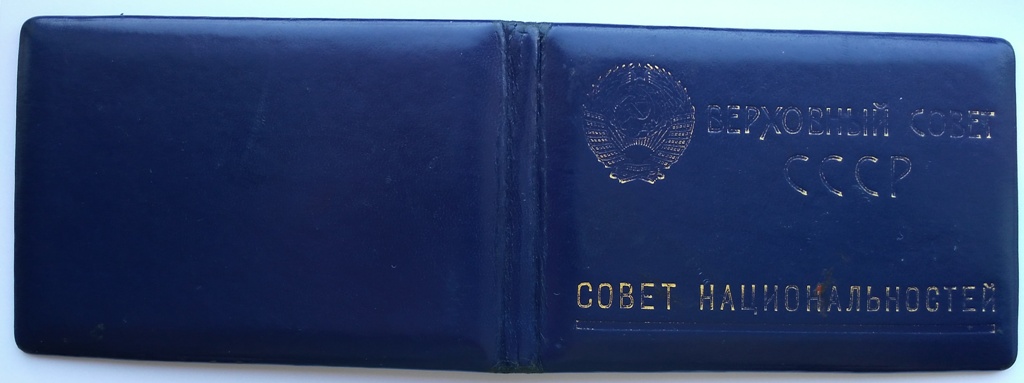 ВЕРХОВНЫЙ СОВЕТ
СССР
СОВЕТ НАЦИОНАЛЬНОСТЕЙ